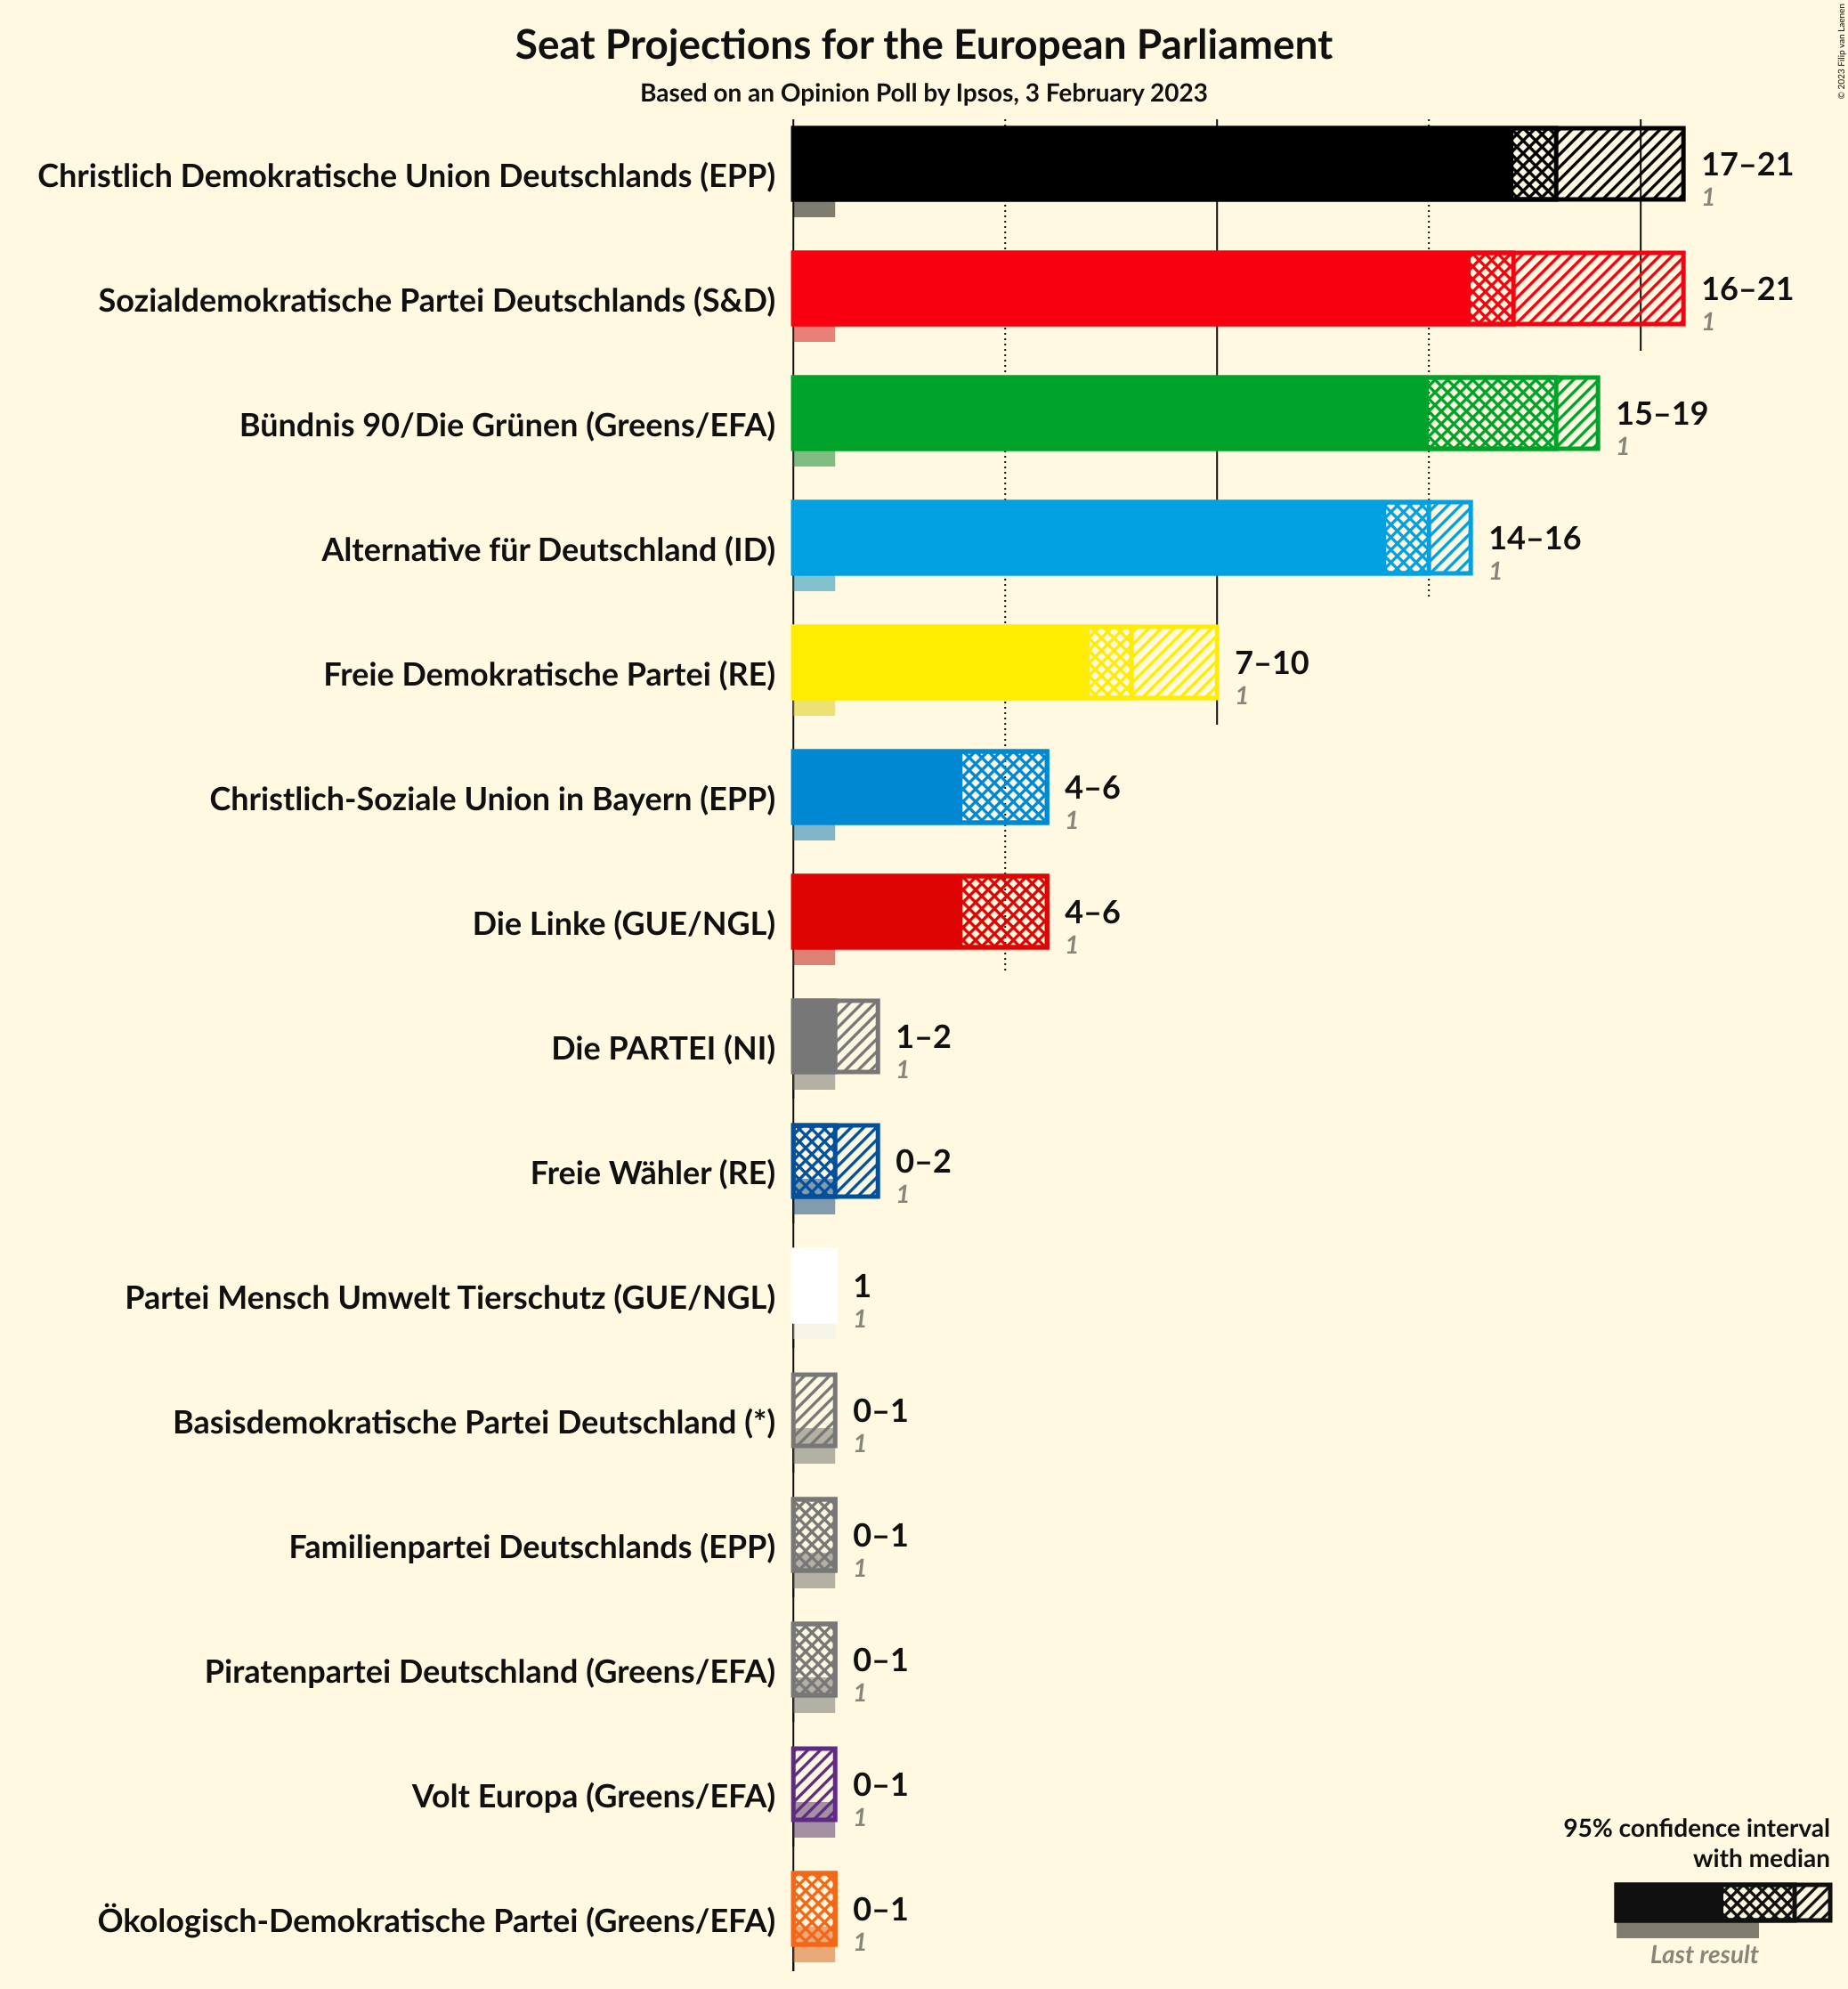 Seat Projections for the European Parliament
Based on an Opinion Poll by Ipsos, 3 February 2023
© 2023 Filip van Laenen
Christlich Demokratische Union Deutschlands (EPP)
17–21
1
Sozialdemokratische Partei Deutschlands (S&D)
16–21
1
Bündnis 90/Die Grünen (Greens/EFA)
15–19
1
Alternative für Deutschland (ID)
14–16
1
Freie Demokratische Partei (RE)
7–10
1
Christlich-Soziale Union in Bayern (EPP)
4–6
1
Die Linke (GUE/NGL)
4–6
1
Die PARTEI (NI)
1–2
1
Freie Wähler (RE)
0–2
1
Partei Mensch Umwelt Tierschutz (GUE/NGL)
1
1
Basisdemokratische Partei Deutschland (*)
0–1
1
Familienpartei Deutschlands (EPP)
0–1
1
Piratenpartei Deutschland (Greens/EFA)
0–1
1
Volt Europa (Greens/EFA)
0–1
1
Ökologisch-Demokratische Partei (Greens/EFA)
0–1
1
95% confidence interval
with median
Last result